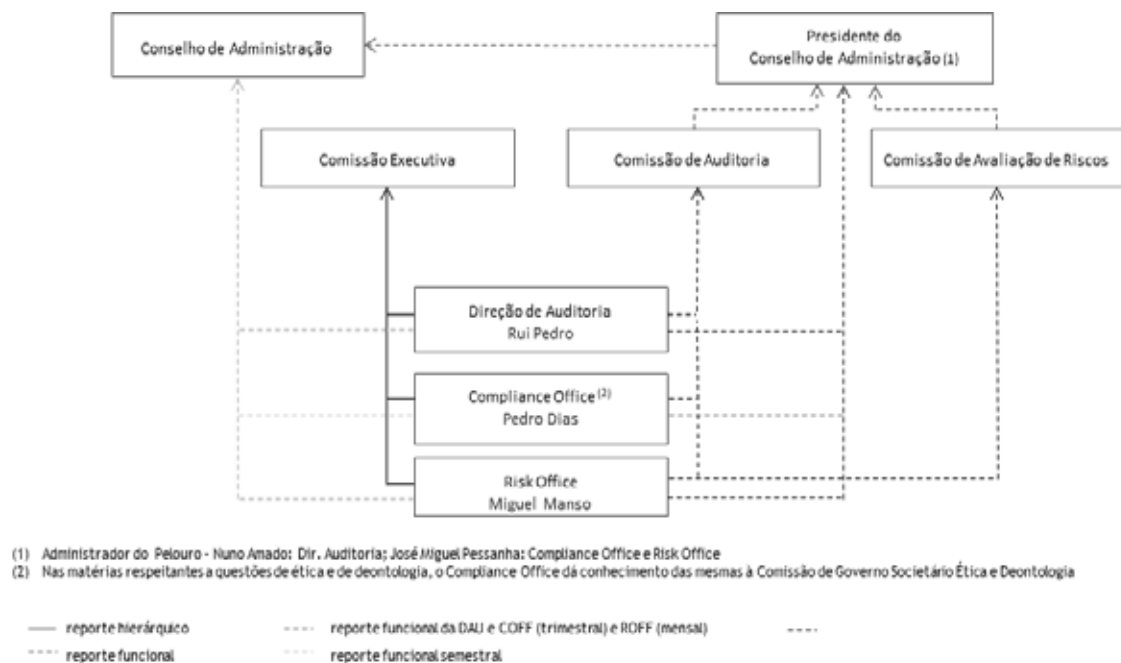 Conselho de Administração
Presidente do
Conselho de Administração (1)
Comissão Executiva
Comissão de Auditoria
Comissão de Avaliação de Riscos
Direção de Auditoria
Rui Pedro
Compliance Office (2)
Pedro Dias
Risk Office
Miguel Manso
(1) Administrador do Pelouro - Nuno Amado: Dir. Auditoria; José Miguel Pessanha: Compliance Office e Risk Office
(2) Nas matérias respeitantes a questões de ética e de deontologia, o Compliance Office dá conhecimento das mesmas à Comissão de Governo Societário Ética e Deontologia
reporte hierárquico
reporte funcional da DAU e COFF (trimestral) e ROFF (mensal)
reporte funcional
reporte funcional semestral